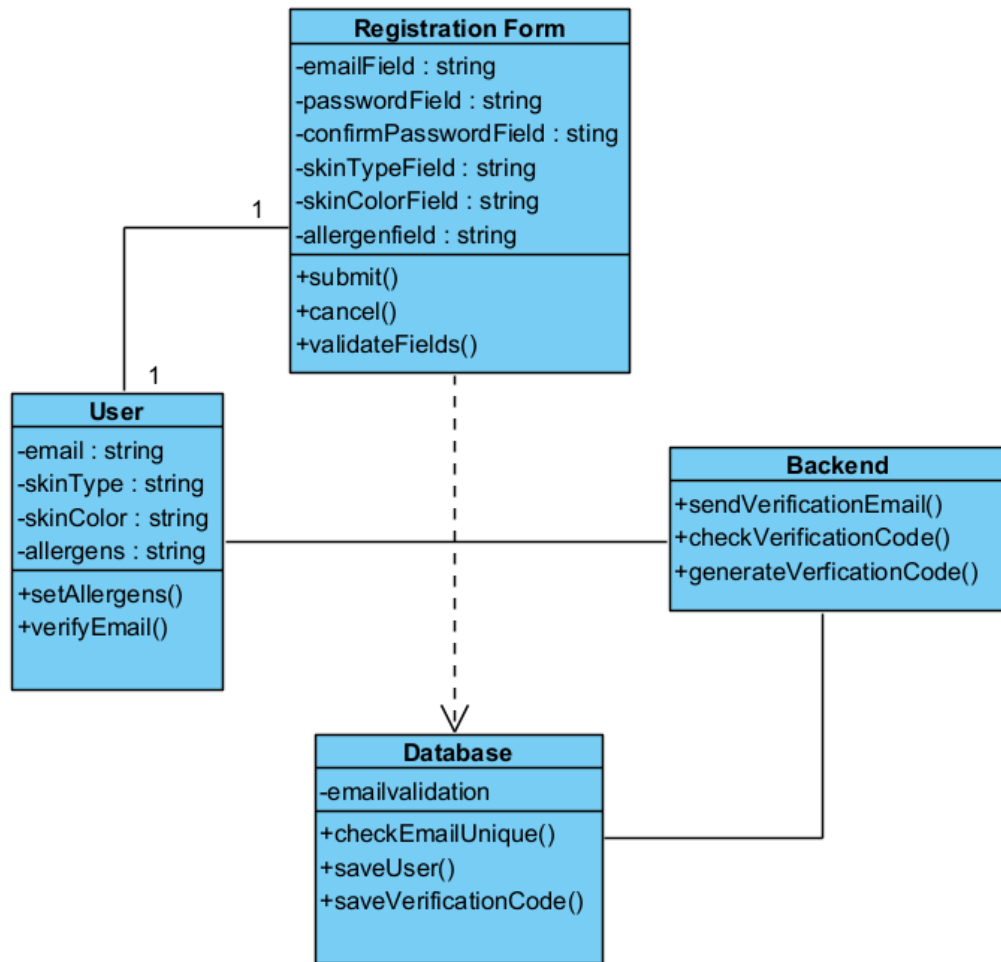 Registration Form
-emailField : string
-passwordField : string
-confirmPasswordField : sting
-skinTypeField : string
-skinColorField : string
-allergenfield : string
+submit()
+cancel()
+validateFields()
1
1
User
-email : string
-skinType : string
-skinColor : string
-allergens : string
+setAllergens()
+verifyEmail()
Backend
+sendVerificationEmail()
+checkVerificationCode()
+generateVerficationCode()
Database
-emailvalidation
+checkEmailUnique()
+saveUser()
+saveVerificationCode()